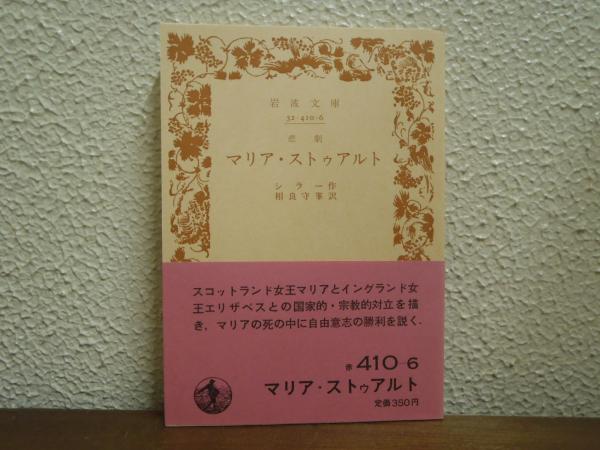 岩波文庫
32-410-6
悲劇
マリア・ストゥアルト
シラー作
相良守峯訳
スコットランド女王マリアとイングランド女
王エリザベスとの国家的・宗教的対立を描
き，マリアの死の中に自由意志の勝利を説く．
赤 410-6
マリア・ストゥアルト
定価350円